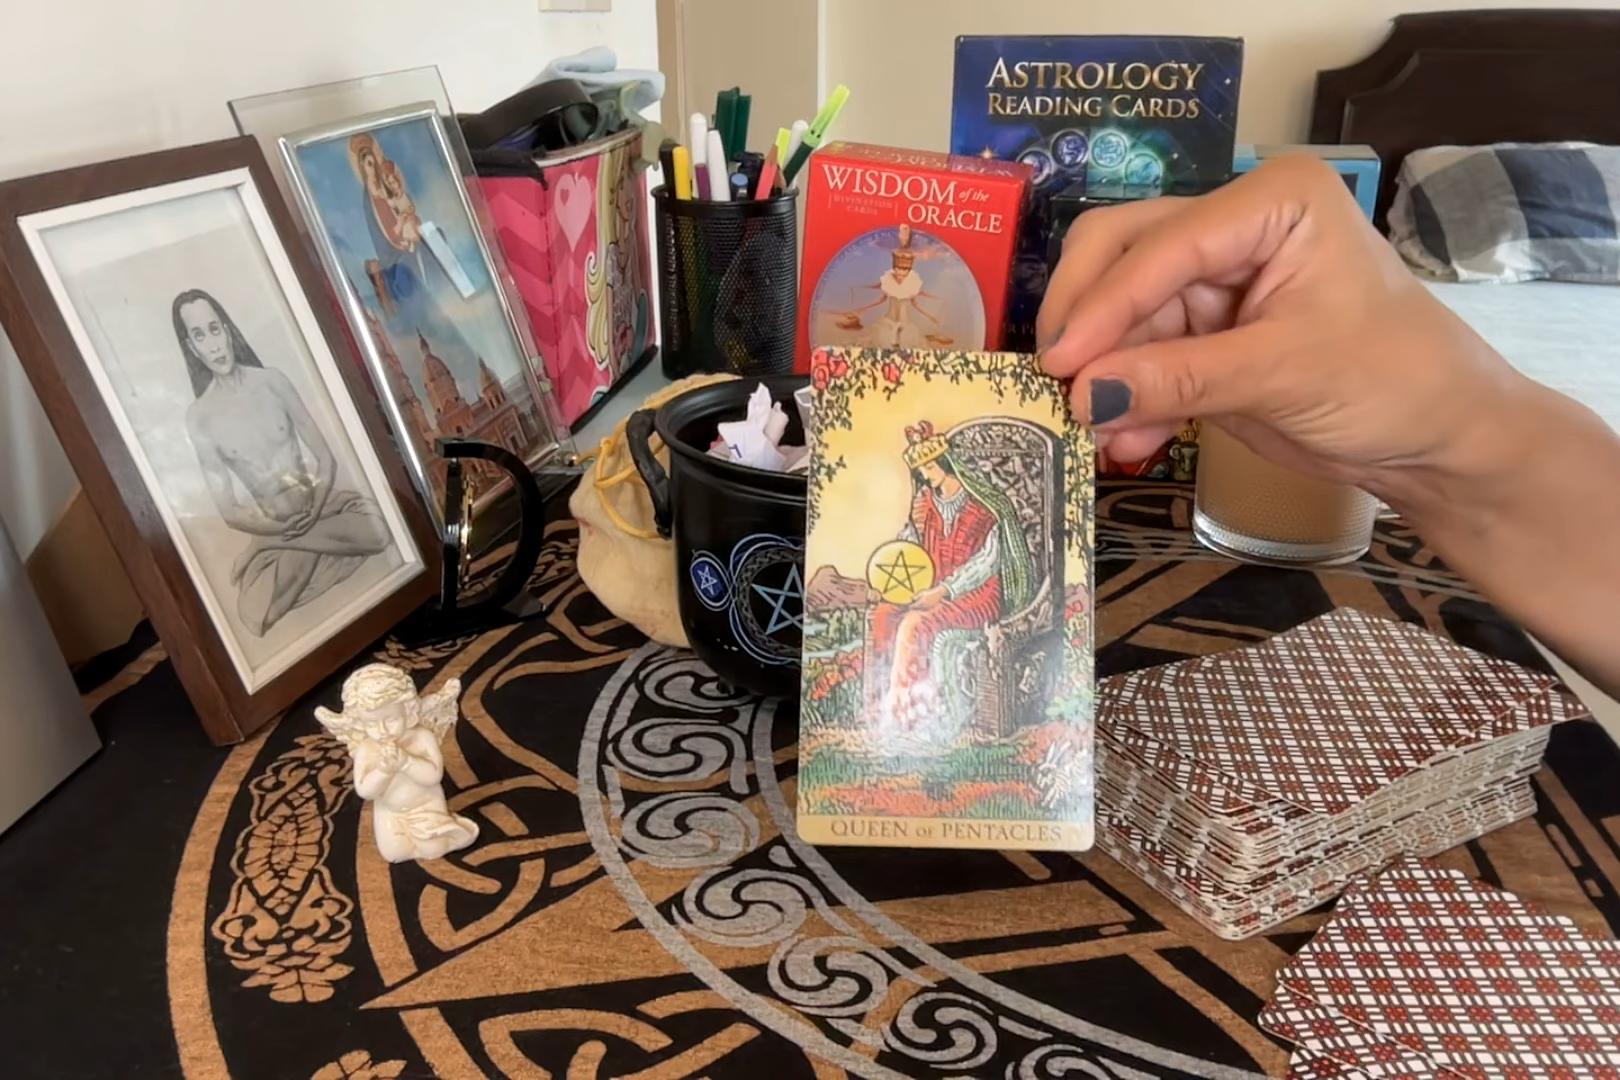 ASTROLOGY
READING CARDS
WISDOM of the
DIVINATION
CARDS
ORACLE
QUEEN OF PENTACLES